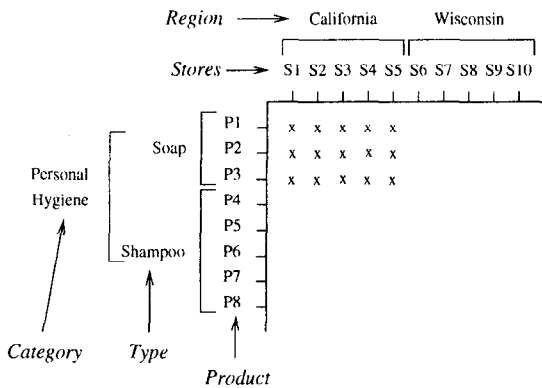 Region California Wisconsin
Stores S1 S2 S3 S4 S5 S6 S7 S8 S9 S10
P1 x x x x x
Soap
P2 x x x x x
Personal
Hygiene
P3 x x x x x
P4
P5
Shampoo P6
P7
P8
Category Type
Product